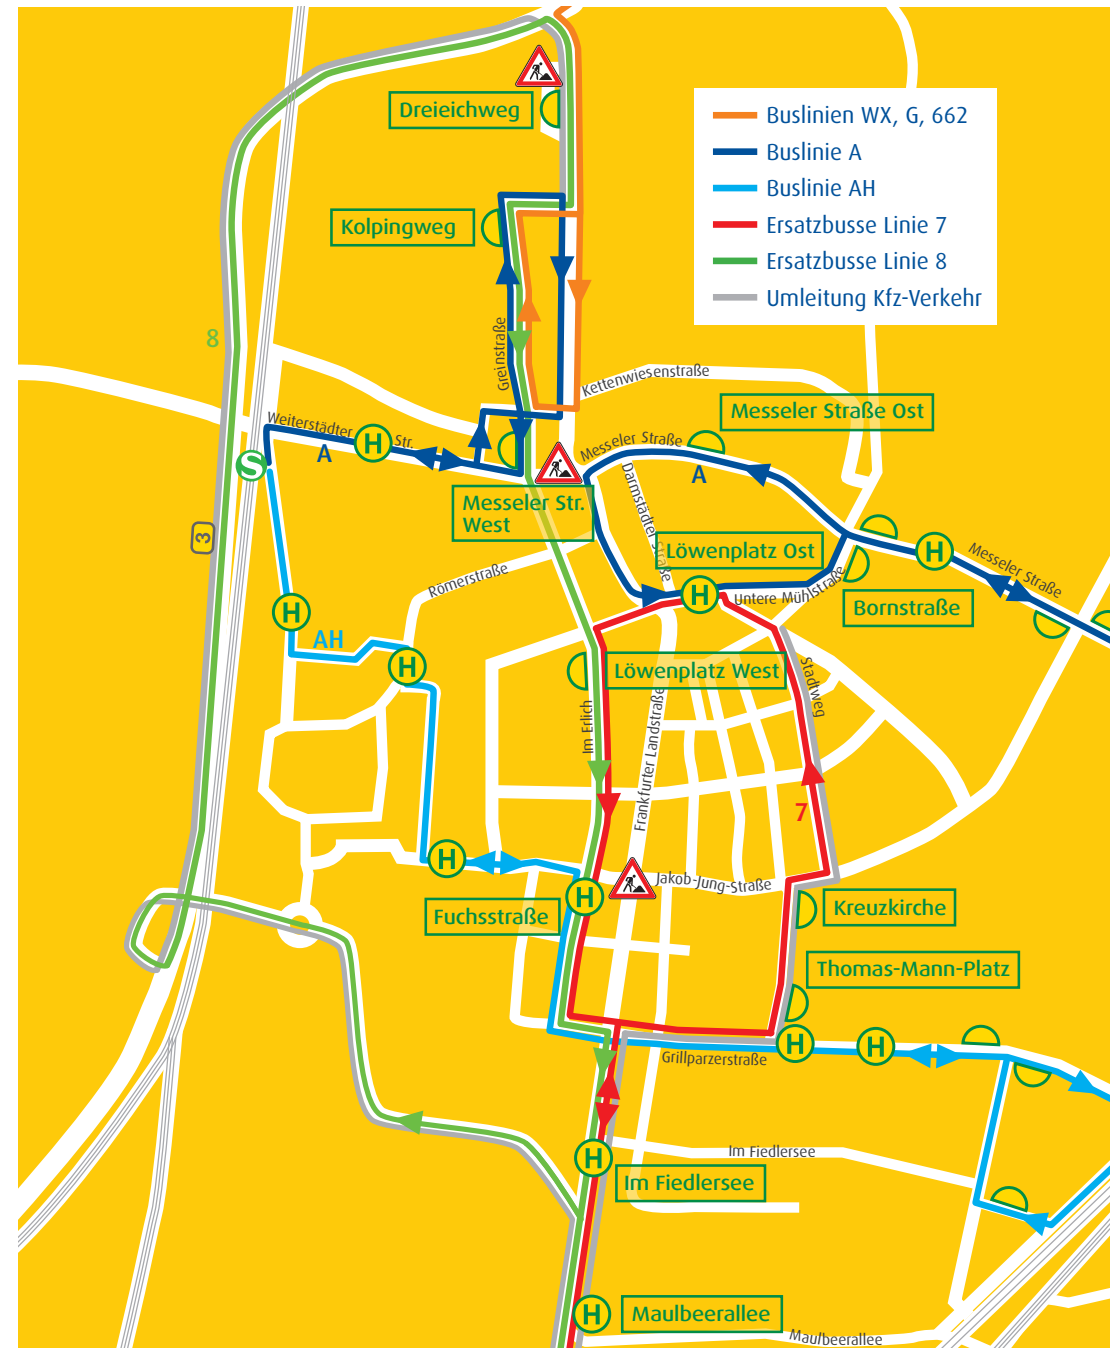 Dreieichweg
Buslinien WX, G, 662
Buslinie A
Buslinie AH
Ersatzbusse Linie 7
Ersatzbusse Linie 8
Umleitung Kfz-Verkehr
Kolpingweg
8
Greinstraße
Kettenwiesenstraße
Messeler Straße Ost
Weiterstädter
H
Str.
A
Messeler Straße
A
S
Darmstädter Straße
Messeler Str.
West
3
Löwenplatz Ost
H
Messeler Straße
Römerstraße
H
Untere Mühlstraße
Bornstraße
H
AH
H
Löwenplatz West
Stadtweg
Im Erlich
Frankfurter Landstraße
7
H
Jakob-Jung-Straße
H
Fuchsstraße
Kreuzkirche
Thomas-Mann-Platz
H
H
Grillparzerstraße
H
Im Fiedlersee
Im Fiedlersee
H
Maulbeerallee
Maulbeerallee